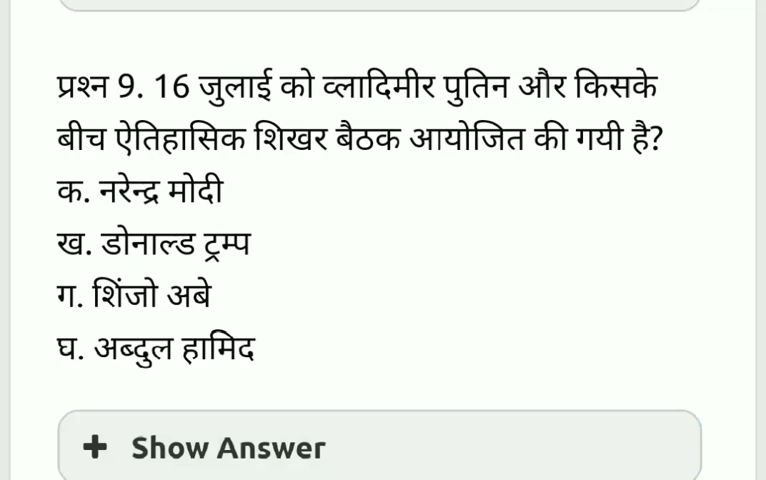 प्रश्न 9. 16 जुलाई को व्लादिमीर पुतिन और किसके
बीच ऐतिहासिक शिखर बैठक आयोजित की गयी है?
क. नरेन्द्र मोदी
ख. डोनाल्ड ट्रम्प
ग. शिंजो अबे
घ. अब्दुल हामिद
+ Show Answer